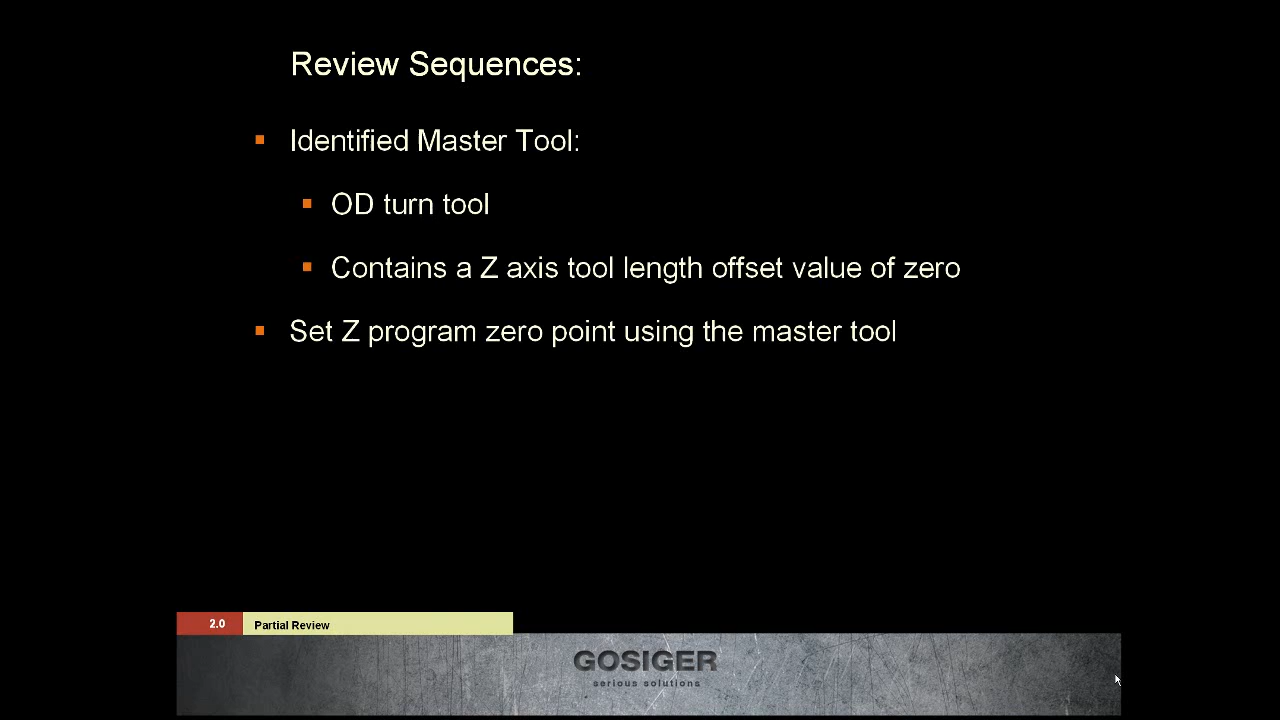 Review Sequences:
Identified Master Tool:
OD turn tool
Contains a Z axis tool length offset value of zero
Set Z program zero point using the master tool
2.0 Partial Review
GOSIGER
serious solutions